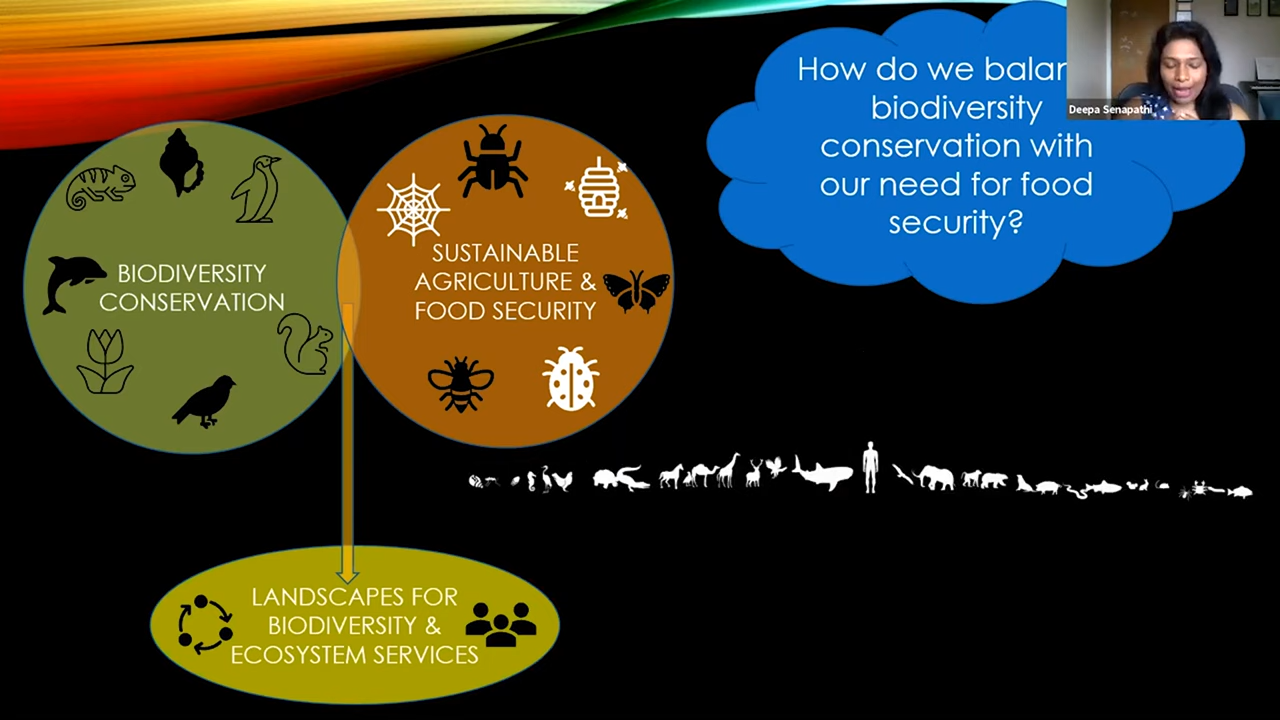 How do we balan
biodiversity
conservation with
our need for food
security?
Deepa Senapathi
BIODIVERSITY
CONSERVATION
SUSTAINABLE
AGRICULTURE &
FOOD SECURITY
LANDSCAPES FOR
BIODIVERSITY &
ECOSYSTEM SERVICES